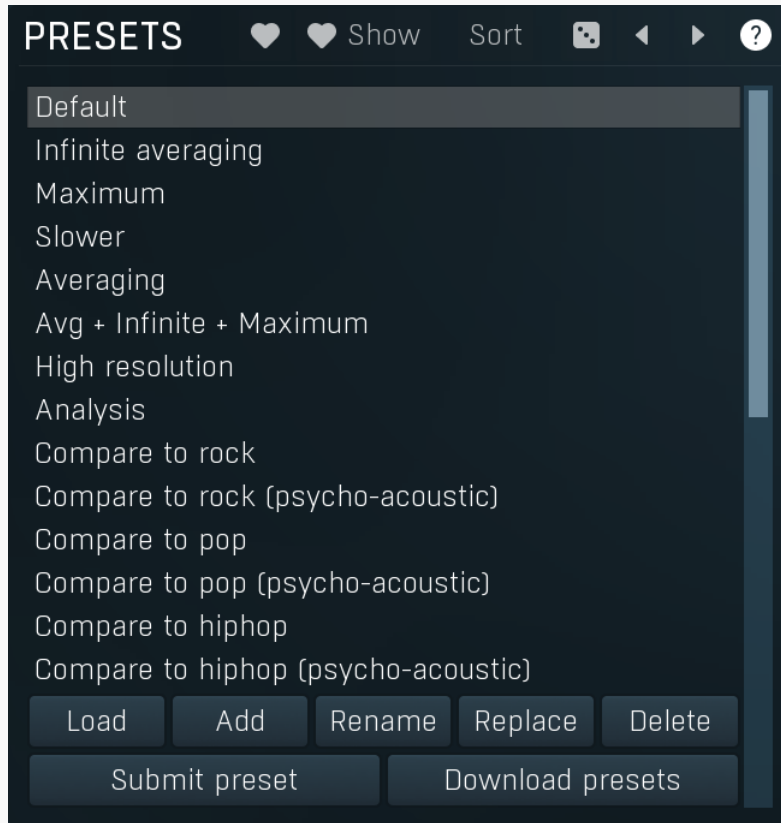 PRESETS Show Sort ?
Default
Infinite averaging
Maximum
Slower
Averaging
Avg + Infinite + Maximum
High resolution
Analysis
Compare to rock
Compare to rock (psycho-acoustic)
Compare to pop
Compare to pop (psycho-acoustic)
Compare to hiphop
Compare to hiphop (psycho-acoustic)
Load Add Rename Replace Delete
Submit preset Download presets